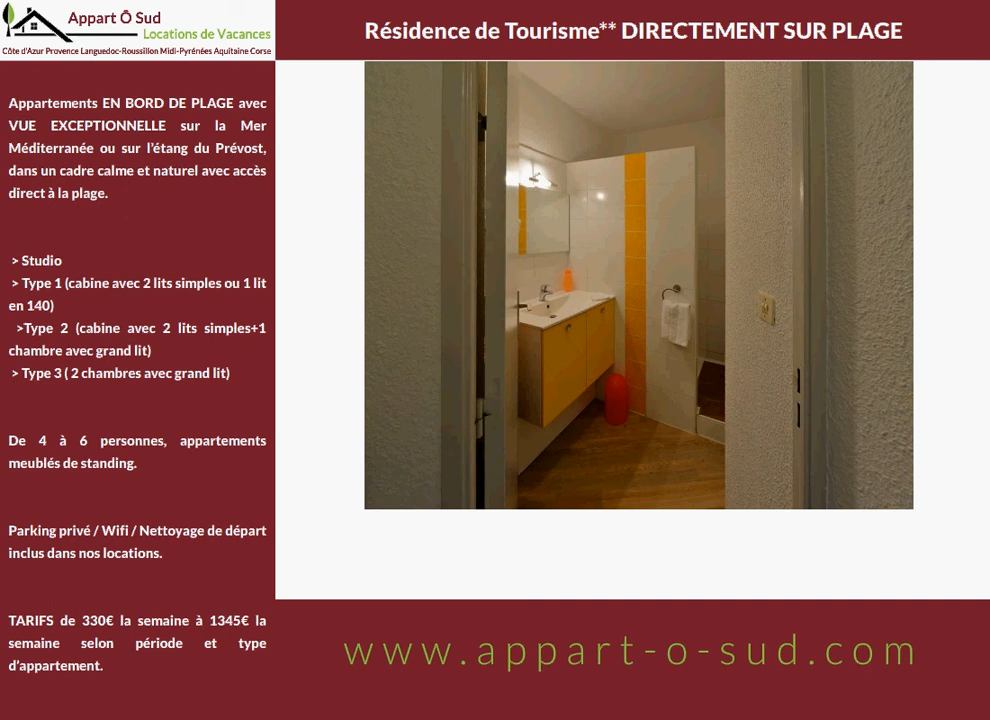 Appart Ô Sud
Locations de Vacances
Côte d'Azur Provence Languedoc-Roussillon Midi-Pyrénées Aquitaine Corse
Résidence de Tourisme** DIRECTEMENT SUR PLAGE
Appartements EN BORD DE PLAGE avec
VUE EXCEPTIONNELLE sur la Mer
Méditerranée ou sur l'étang du Prévost,
dans un cadre calme et naturel avec accès
direct à la plage.
> Studio
> Type 1 (cabine avec 2 lits simples ou 1 lit
en 140)
>Type 2 (cabine avec 2 lits simples+1
chambre avec grand lit)
> Type 3 ( 2 chambres avec grand lit)
De 4 à 6 personnes, appartements
meublés de standing.
Parking privé / Wifi / Nettoyage de départ
inclus dans nos locations.
TARIFS de 330€ la semaine à 1345€ la
semaine selon période et type
d'appartement.
www.appart-o-sud.com